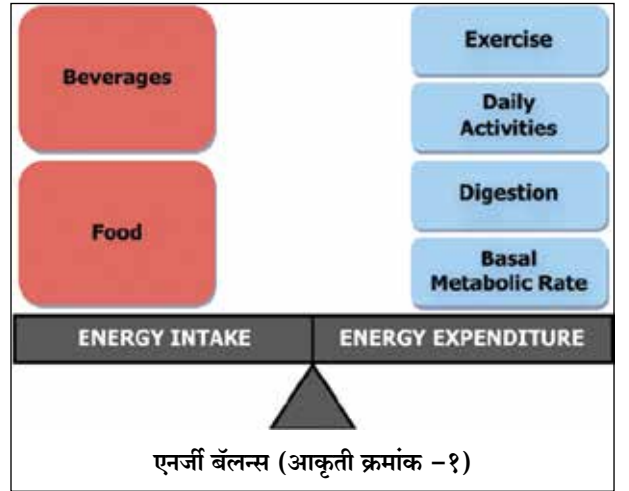 Beverages
Food
Exercise
Daily
Activities
Digestion
Basal
Metabolic Rate
ENERGY INTAKE
ENERGY EXPENDITURE
एनर्जी बॅलन्स (आकृती क्रमांक –१)